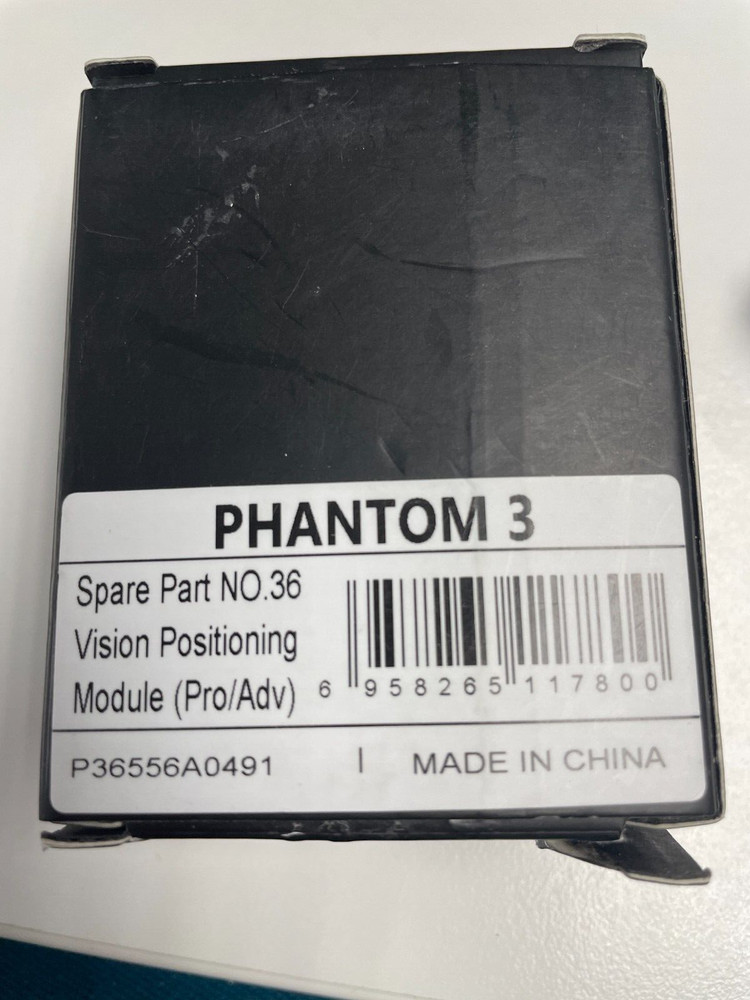 PHANTOM 3
Spare Part NO.36
Vision Positioning
Module (Pro/Adv)
6 958265 117800
P36556A0491 | MADE IN CHINA